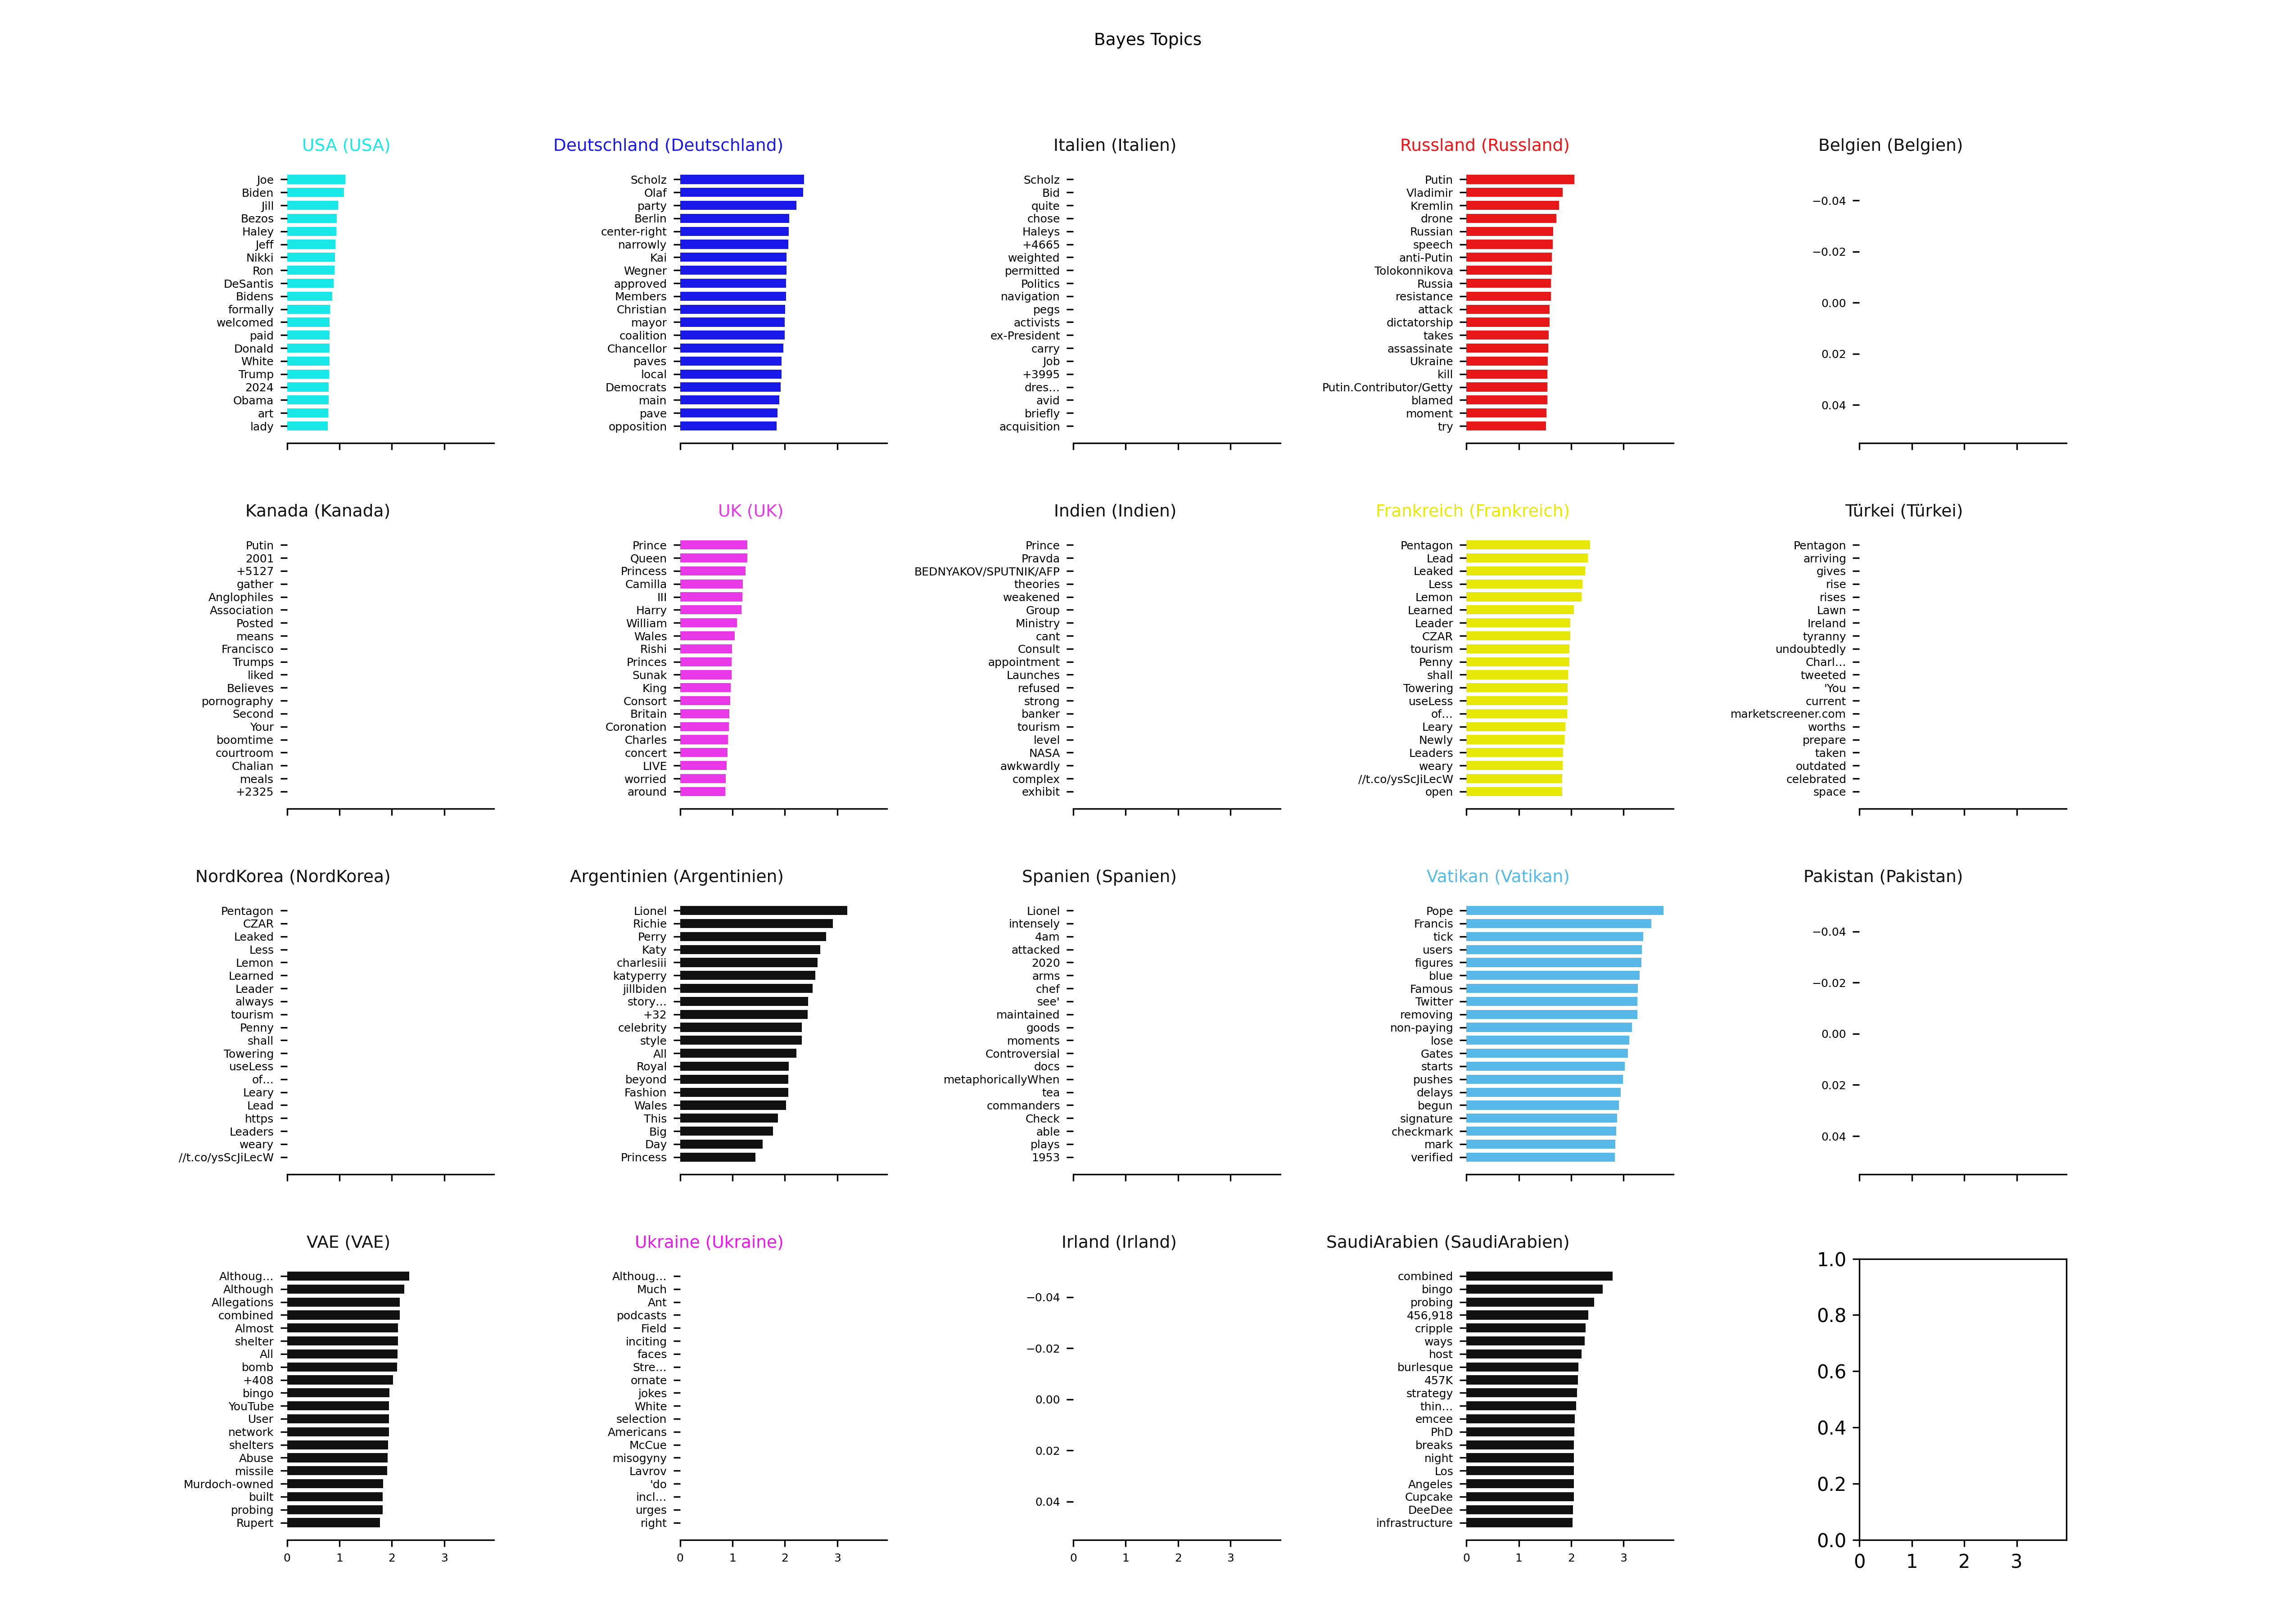 Bayes Topics
USA (USA)
Joe
Biden
Jill
Bezos
Haley
Jeff
Nikki
Ron
DeSantis
Bidens
formally
welcomed
paid
Donald
White
Trump
2024
Obama
art
lady
Deutschland (Deutschland)
Scholz
Olaf
party
Berlin
center-right
narrowly
Kai
Wegner
approved
Members
Christian
mayor
coalition
Chancellor
paves
local
Democrats
main
pave
opposition
Italien (Italien)
Scholz
Bid
quite
chose
Haleys
+4665
weighted
permitted
Politics
navigation
pegs
activists
ex-President
carry
Job
+3995
dres...
avid
briefly
acquisition
Russland (Russland)
Putin
Vladimir
Kremlin
drone
Russian
speech
anti-Putin
Tolokonnikova
Russia
resistance
attack
dictatorship
takes
assassinate
Ukraine
kill
Putin.Contributor/Getty
blamed
moment
try
Belgien (Belgien)
−0.04
−0.02
0.00
0.02
0.04
Kanada (Kanada)
Putin
2001
+5127
gather
Anglophiles
Association
Posted
means
Francisco
Trumps
liked
Believes
pornography
Second
Your
boomtime
courtroom
Chalian
meals
+2325
UK (UK)
Prince
Queen
Princess
Camilla
III
Harry
William
Wales
Rishi
Princes
Sunak
King
Consort
Britain
Coronation
Charles
concert
LIVE
worried
around
Indien (Indien)
Prince
Pravda
BEDNYAKOV/SPUTNIK/AFP
theories
weakened
Group
Ministry
cant
Consult
appointment
Launches
refused
strong
banker
tourism
level
NASA
awkwardly
complex
exhibit
Frankreich (Frankreich)
Pentagon
Lead
Leaked
Less
Lemon
Learned
Leader
CZAR
tourism
Penny
shall
Towering
useLess
of...
Leary
Newly
Leaders
weary
//t.co/ysScJiLecW
open
Türkei (Türkei)
Pentagon
arriving
gives
rise
rises
Lawn
Ireland
tyranny
undoubtedly
Charl...
tweeted
'You
current
marketscreener.com
worths
prepare
taken
outdated
celebrated
space
NordKorea (NordKorea)
Pentagon
CZAR
Leaked
Less
Lemon
Learned
Leader
always
tourism
Penny
shall
Towering
useLess
of...
Leary
Lead
https
Leaders
weary
//t.co/ysScJiLecW
Argentinien (Argentinien)
Lionel
Richie
Perry
Katy
charlesiii
katyperry
jillbiden
story...
+32
celebrity
style
All
Royal
beyond
Fashion
Wales
This
Big
Day
Princess
Spanien (Spanien)
Lionel
intensely
4am
attacked
2020
arms
chef
see'
maintained
goods
moments
Controversial
docs
metaphoricallyWhen
tea
commanders
Check
able
plays
1953
Vatikan (Vatikan)
Pope
Francis
tick
users
figures
blue
Famous
Twitter
removing
non-paying
lose
Gates
starts
pushes
delays
begun
signature
checkmark
mark
verified
Pakistan (Pakistan)
−0.04
−0.02
0.00
0.02
0.04
VAE (VAE)
Althoug...
Although
Allegations
combined
Almost
shelter
All
bomb
+408
bingo
YouTube
User
network
shelters
Abuse
missile
Murdoch-owned
built
probing
Rupert
0 1 2 3
Ukraine (Ukraine)
Althoug...
Much
Ant
podcasts
Field
inciting
faces
Stre...
ornate
jokes
White
selection
Americans
McCue
misogyny
Lavrov
'do
incl...
urges
right
0 1 2 3
Irland (Irland)
−0.04
−0.02
0.00
0.02
0.04
0 1 2 3
SaudiArabien (SaudiArabien)
combined
bingo
probing
456,918
cripple
ways
host
burlesque
457K
strategy
thin...
emcee
PhD
breaks
night
Los
Angeles
Cupcake
DeeDee
infrastructure
0 1 2 3
1.0
0.8
0.6
0.4
0.2
0.0
0 1 2 3